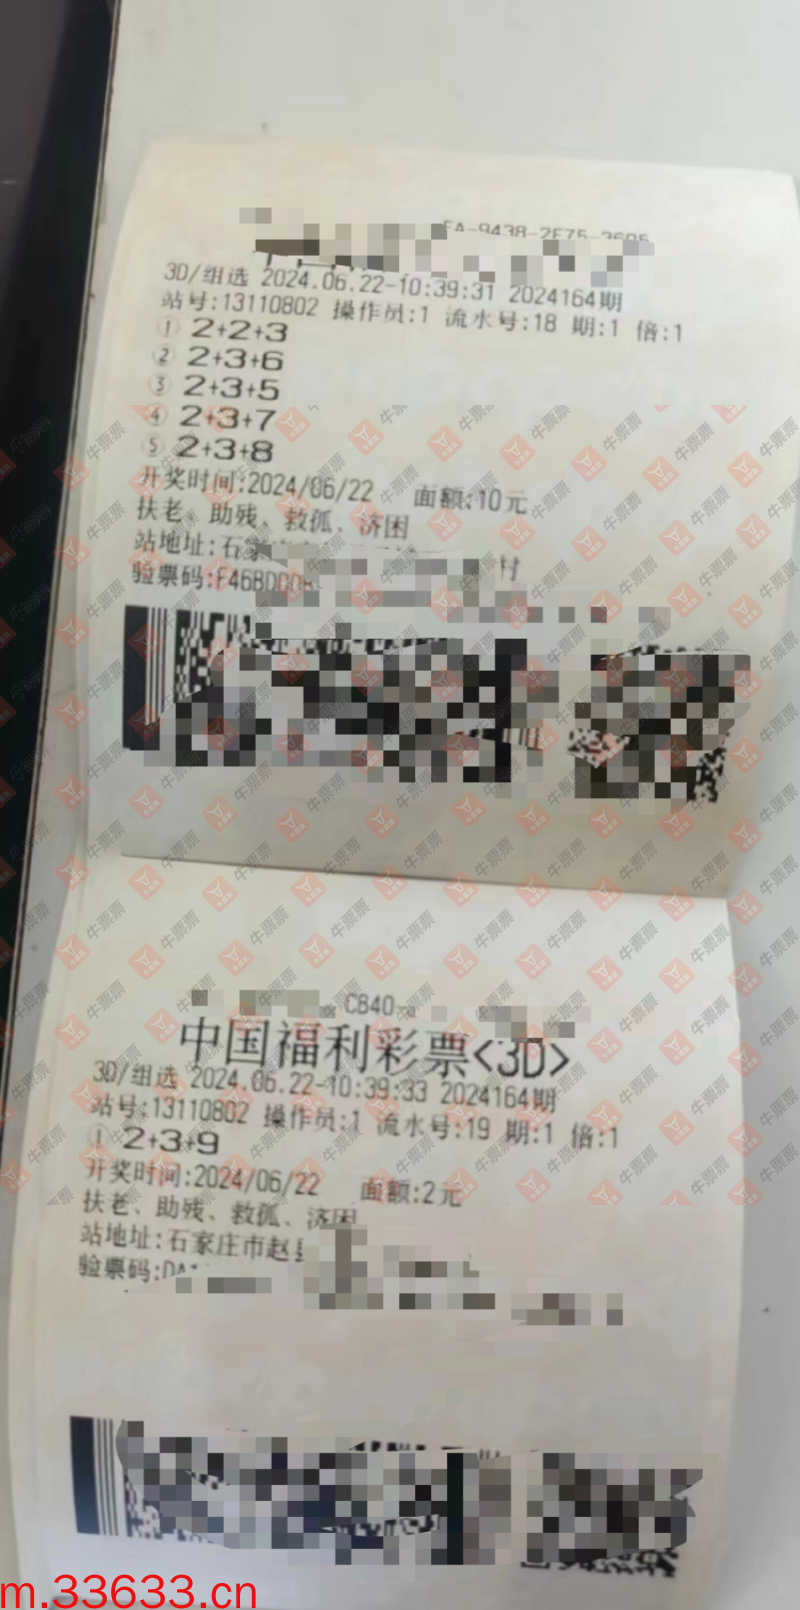 3D/组选 2024.06.22-10:39:31 2024164期
站号:13110802 操作员:1 流水号:18 期:1 倍:1
① 2+2+3
② 2+3+6
③ 2+3+5
④ 2+3+7
⑤ 2+3+8
开奖时间:2024/06/22 面额:10元
扶老、助残、救孤、济困
站地址:石家 村
验票码:F468D
C840
中国福利彩票<3D>
3D/组选 2024.06.22-10:39:33 2024164期
站号:13110802 操作员:1 流水号:19 期:1 倍:1
① 2+3+9
开奖时间:2024/06/22 面额:2元
扶老、助残、救孤、济困
站地址:石家庄市赵县
验票码:DA
牛票票
m.33633.cn